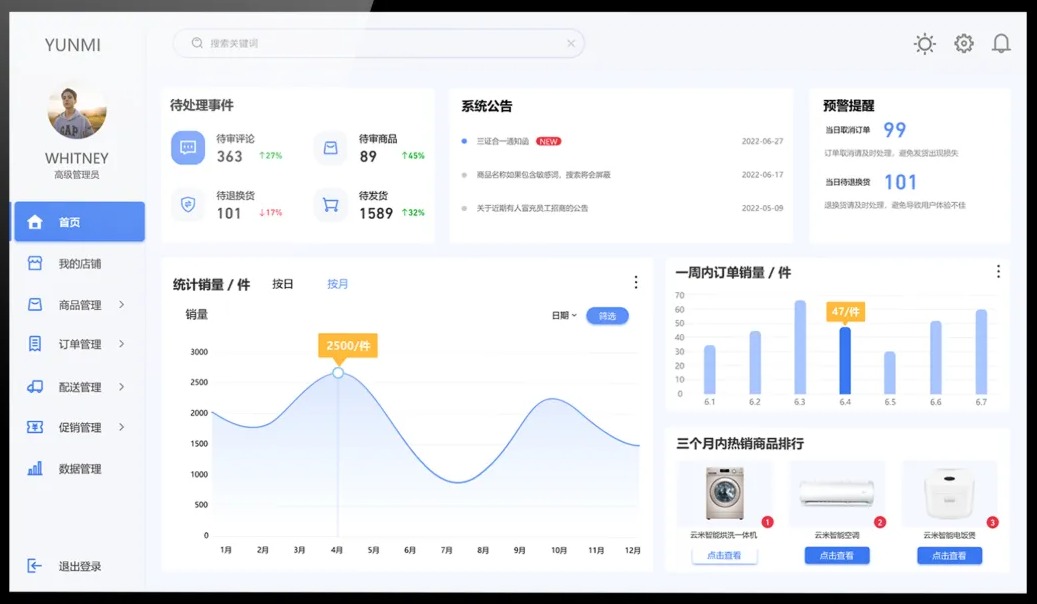 YUNMI
搜索关键词
WHITNEY
高级管理员
首页
我的店铺
商品管理
订单管理
配送管理
促销管理
数据管理
退出登录
待处理事件
待审评论
363 ↑27%
待审商品
89 ↑45%
待退换货
101 ↓17%
待发货
1589 ↑32%
系统公告
三证合一通知函 NEW 2022-06-27
商品名称如果包含敏感词，搜索将会屏蔽 2022-06-17
关于近期有人冒充员工招商的公告 2022-05-09
预警提醒
当日取消订单 99
订单取消请及时处理，避免发货出现损失
当日待退换货 101
退换货请及时处理，避免导致用户体验不佳
统计销量 / 件 按日 按月
销量 日期 筛选
2500/件
3000
2500
2000
1500
1000
500
0
1月 2月 3月 4月 5月 6月 7月 8月 9月 10月 11月 12月
一周内订单销量 / 件
47/件
70
60
50
40
30
20
10
0
6.1 6.2 6.3 6.4 6.5 6.6 6.7
三个月内热销商品排行
1 2 3
云米智能烘洗一体机 云米智能空调 云米智能电饭煲
点击查看 点击查看 点击查看